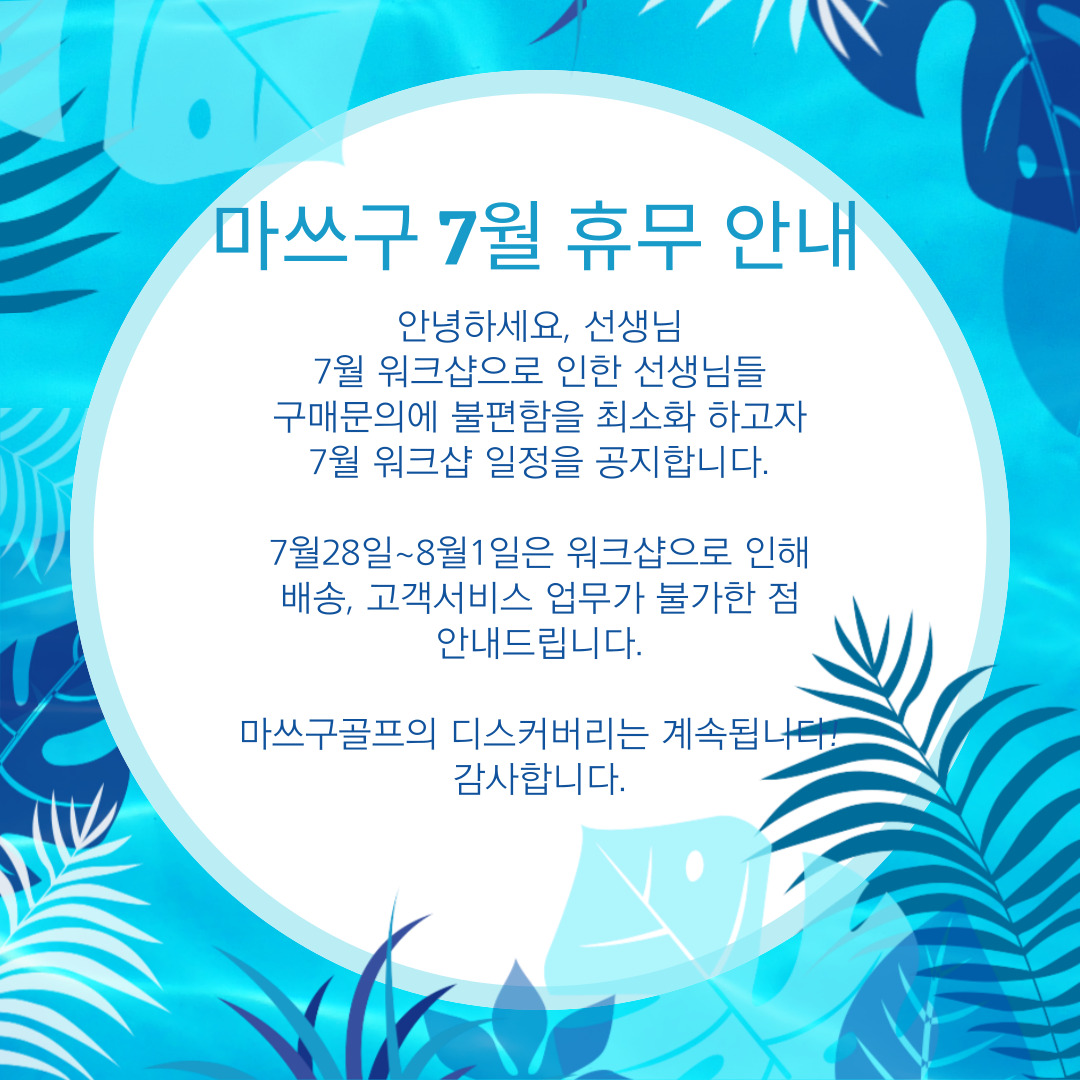 마쓰구 7월 휴무 안내
안녕하세요, 선생님
7월 워크샵으로 인한 선생님들
구매문의에 불편함을 최소화 하고자
7월 워크샵 일정을 공지합니다.
7월28일~8월1일은 워크샵으로 인해
배송, 고객서비스 업무가 불가한 점
안내드립니다.
마쓰구골프의 디스커버리는 계속됩니다!
감사합니다.